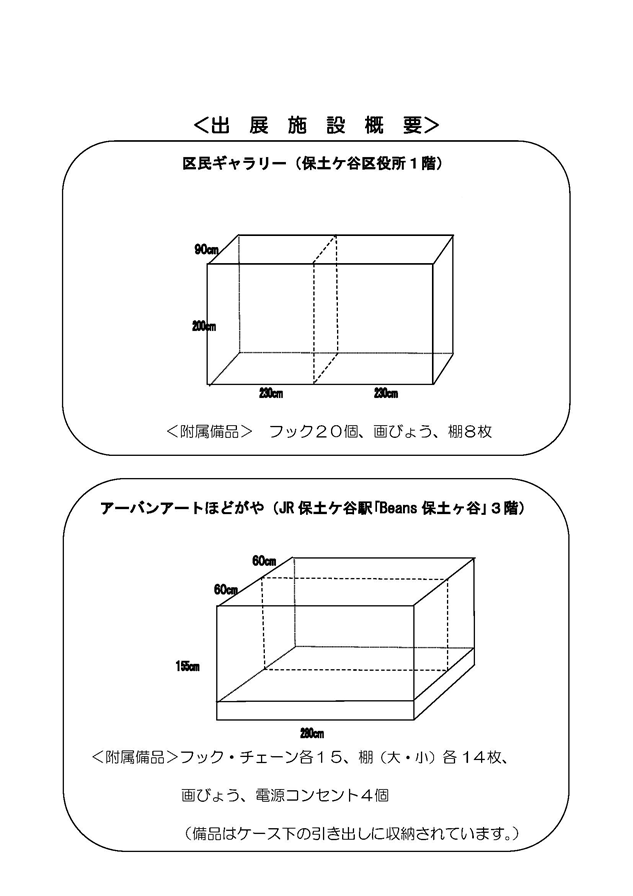 ＜出　展　施　設　概　要＞
区民ギャラリー（保土ケ谷区役所１階）
90cm
200cm
230cm　230cm
＜附属備品＞　フック２０個、画びょう、棚８枚
アーバンアートほどがや（JR 保土ケ谷駅「Beans 保土ヶ谷」３階）
60cm
60cm
155cm
280cm
＜附属備品＞フック・チェーン各１５、棚（大・小）各 14 枚、
画びょう、電源コンセント４個
（備品はケース下の引き出しに収納されています。）